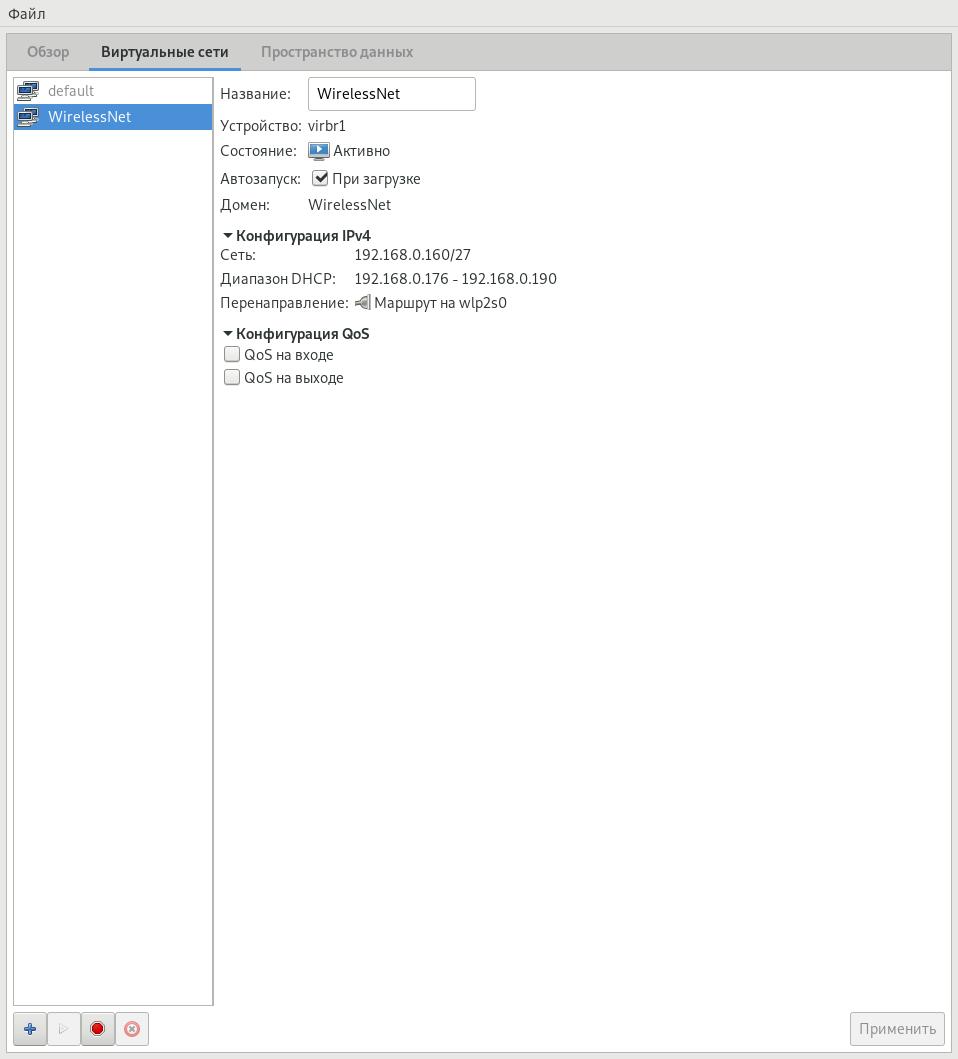 Файл
Обзор Виртуальные сети Пространство данных
default
WirelessNet
Название: WirelessNet
Устройство: virbr1
Состояние: Активно
Автозапуск: При загрузке
Домен: WirelessNet
Конфигурация IPv4
Сеть: 192.168.0.160/27
Диапазон DHCP: 192.168.0.176 - 192.168.0.190
Перенаправление: Маршрут на wlp2s0
Конфигурация QoS
QoS на входе
QoS на выходе
Применить